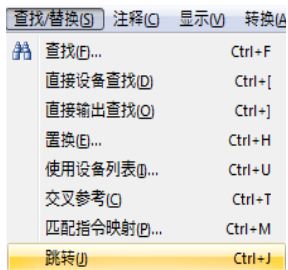 查找/替换(S) 注释(C) 显示(V) 转换(A
查找(F)... Ctrl+F
直接设备查找(D) Ctrl+[
直接输出查找(O) Ctrl+]
置换(E)... Ctrl+H
使用设备列表(I)... Ctrl+U
交叉参考(C) Ctrl+T
匹配指令映射(P)... Ctrl+M
跳转(J) Ctrl+J